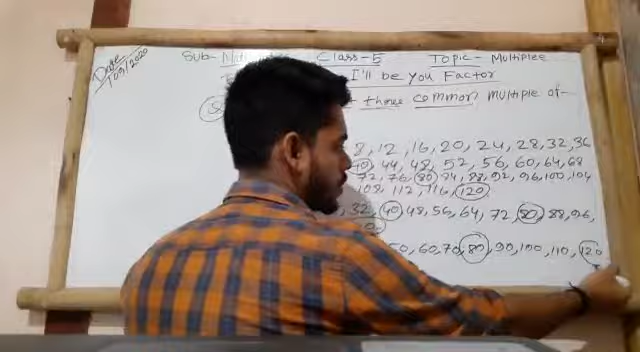 Date
/09/2020
Sub- Class-5 Topic- Multiples
I'll be you Factor
three common multiple of-
8, 12, 16, 20, 24, 28, 32, 36
40, 44, 48, 52, 56, 60, 64, 68
72, 76, 80, 84, 88, 92, 96, 100, 104
108, 112, 116, 120
32, 40, 48, 56, 64, 72, 80, 88, 96,
50, 60, 70, 80, 90, 100, 110, 120